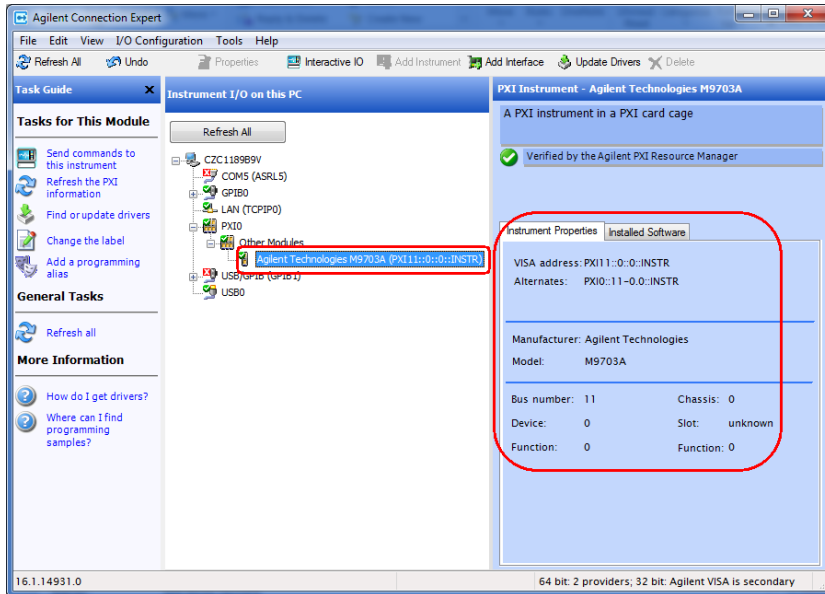 Agilent Connection Expert
File Edit View I/O Configuration Tools Help
Refresh All Undo Properties Interactive IO Add Instrument Add Interface Update Drivers Delete
Task Guide X
Tasks for This Module
Send commands to
this instrument
Refresh the PXI
information
Find or update drivers
Change the label
Add a programming
alias
General Tasks
Refresh all
More Information
How do I get drivers?
Where can I find
programming
samples?
Instrument I/O on this PC
Refresh All
CZC1189B9V
COM5 (ASRL5)
GPIB0
LAN (TCPIP0)
PXI0
Other Modules
Agilent Technologies M9703A (PXI11::0::0::INSTR)
USB/GPIB (GPIB1)
USB0
PXI Instrument - Agilent Technologies M9703A
A PXI instrument in a PXI card cage
Verified by the Agilent PXI Resource Manager
Instrument Properties Installed Software
VISA address: PXI11::0::0::INSTR
Alternates: PXI0::11-0.0::INSTR
Manufacturer: Agilent Technologies
Model: M9703A
Bus number: 11 Chassis: 0
Device: 0 Slot: unknown
Function: 0 Function: 0
16.1.14931.0
64 bit: 2 providers; 32 bit: Agilent VISA is secondary